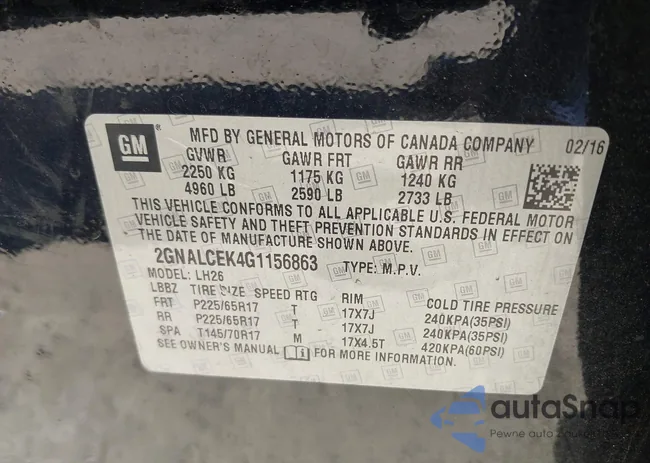 GM
MFD BY GENERAL MOTORS OF CANADA COMPANY 02/16
GVWR GAWR FRT GAWR RR
2250 KG 1175 KG 1240 KG
4960 LB 2590 LB 2733 LB
THIS VEHICLE CONFORMS TO ALL APPLICABLE U.S. FEDERAL MOTOR
VEHICLE SAFETY AND THEFT PREVENTION STANDARDS IN EFFECT ON
THE DATE OF MANUFACTURE SHOWN ABOVE.
2GNALCEK4G1156863 TYPE: M.P.V.
MODEL: LH26
LBBZ TIRE SIZE SPEED RTG RIM COLD TIRE PRESSURE
FRT P225/65R17 T 17X7J 240KPA(35PSI)
RR P225/65R17 T 17X7J 240KPA(35PSI)
SPA T145/70R17 M 17X4.5T 420KPA(60PSI)
SEE OWNER'S MANUAL FOR MORE INFORMATION.
autaSnap
Pewne auto z USA